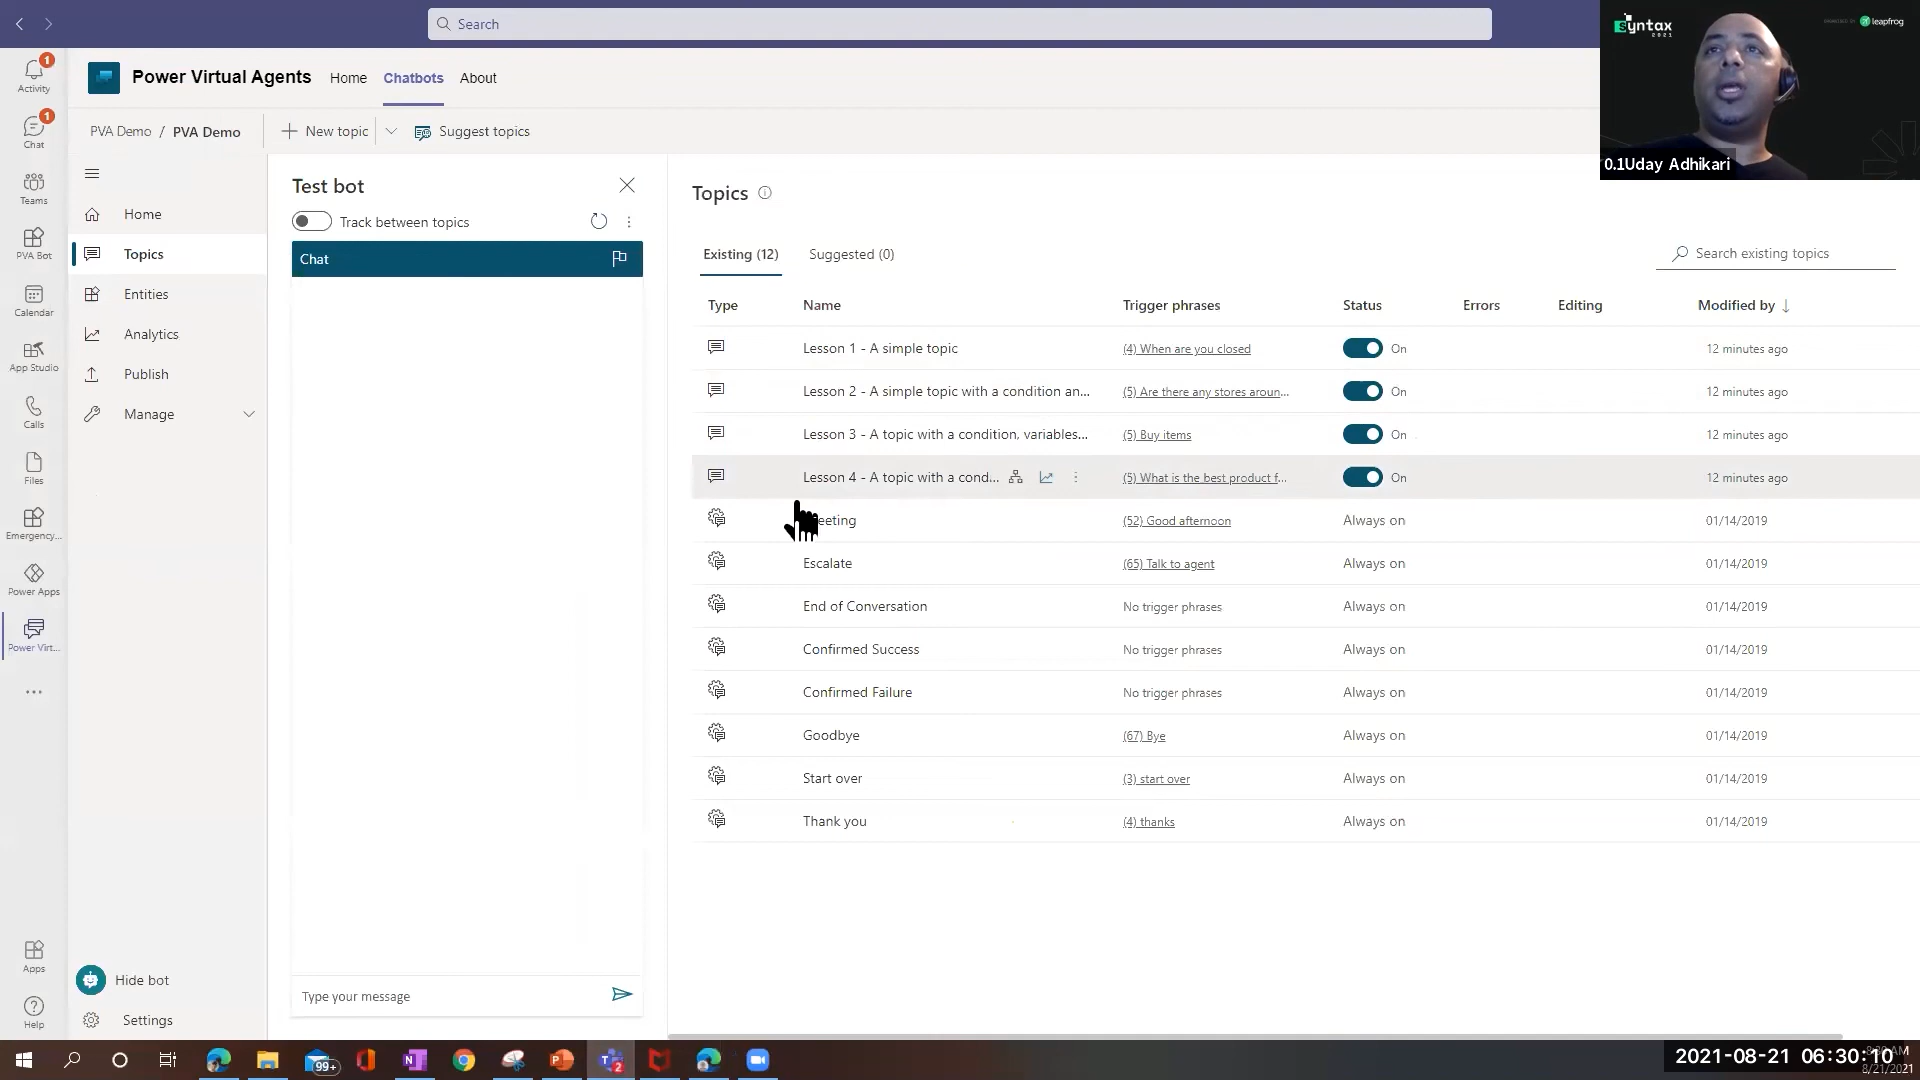 Search
Syntax
2021
leapfrog
0.1Uday Adhikari
1
Activity
1
Chat
Teams
PVA Bot
Calendar
App Studio
Calls
Files
Emergency...
Power Apps
Power Virt...
Apps
Help
Power Virtual Agents Home Chatbots About
PVA Demo / PVA Demo
New topic
Suggest topics
Home
Topics
Entities
Analytics
Publish
Manage
Hide bot
Settings
Test bot
Track between topics
Chat
Type your message
Topics
Existing (12) Suggested (0)
Search existing topics
Type Name Trigger phrases Status Errors Editing Modified by ↓
Lesson 1 - A simple topic (4) When are you closed On 12 minutes ago
Lesson 2 - A simple topic with a condition an... (5) Are there any stores aroun... On 12 minutes ago
Lesson 3 - A topic with a condition, variables... (5) Buy items On 12 minutes ago
Lesson 4 - A topic with a cond... (5) What is the best product f... On 12 minutes ago
eeting (52) Good afternoon Always on 01/14/2019
Escalate (65) Talk to agent Always on 01/14/2019
End of Conversation No trigger phrases Always on 01/14/2019
Confirmed Success No trigger phrases Always on 01/14/2019
Confirmed Failure No trigger phrases Always on 01/14/2019
Goodbye (67) Bye Always on 01/14/2019
Start over (3) start over Always on 01/14/2019
Thank you (4) thanks Always on 01/14/2019
99+
2
2021-08-21 06:30:10
8/21/2021